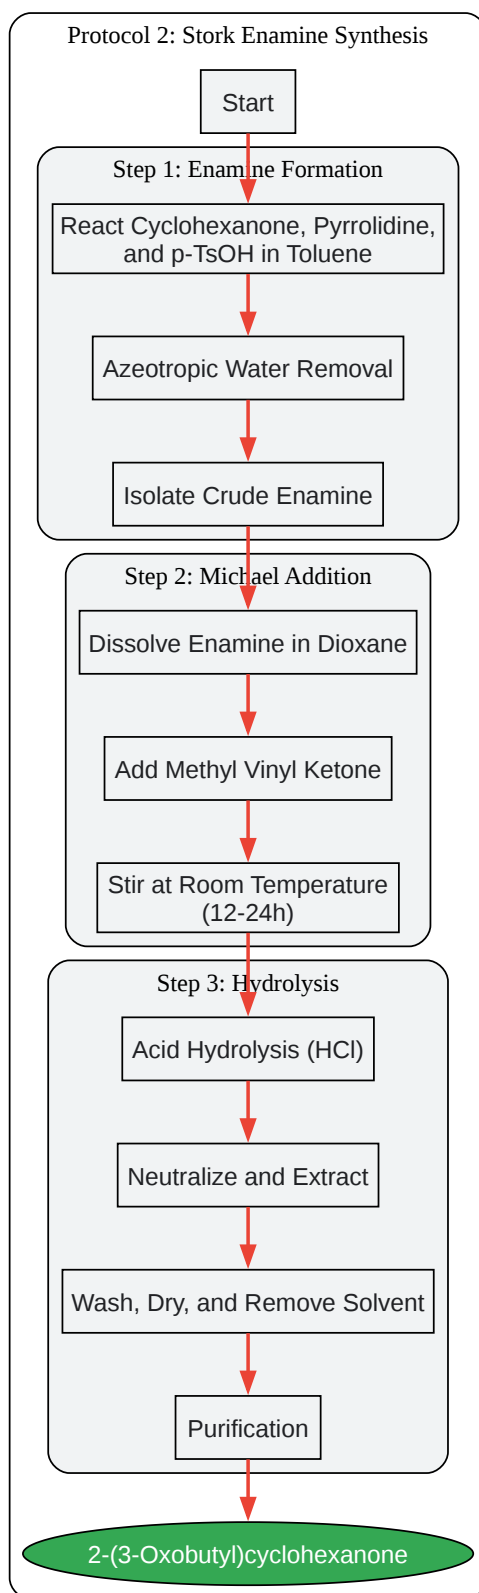 Protocol 2: Stork Enamine Synthesis
Start
Step 1: Enamine Formation
React Cyclohexanone, Pyrrolidine,
and p-TsOH in Toluene
Azeotropic Water Removal
Isolate Crude Enamine
Step 2: Michael Addition
Dissolve Enamine in Dioxane
Add Methyl Vinyl Ketone
Stir at Room Temperature
(12-24h)
Step 3: Hydrolysis
Acid Hydrolysis (HCl)
Neutralize and Extract
Wash, Dry, and Remove Solvent
Purification
2-(3-Oxobutyl)cyclohexanone